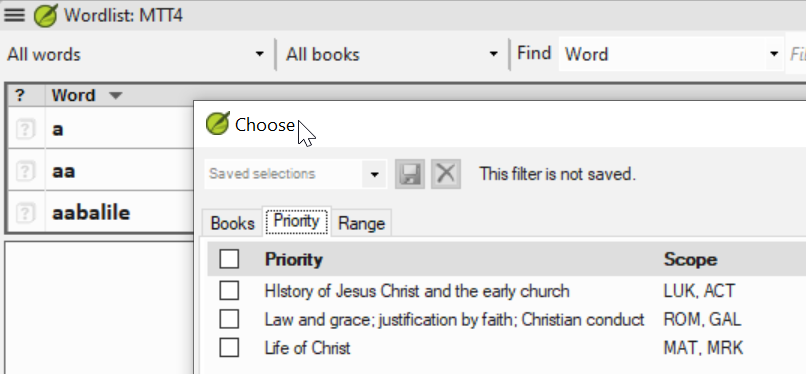 Wordlist: MTT4
All words All books Find Word Fil
? Word
a
aa
aabalile
Choose
Saved selections This filter is not saved.
Books Priority Range
Priority Scope
HIstory of Jesus Christ and the early church LUK, ACT
Law and grace; justification by faith; Christian conduct ROM, GAL
Life of Christ MAT, MRK